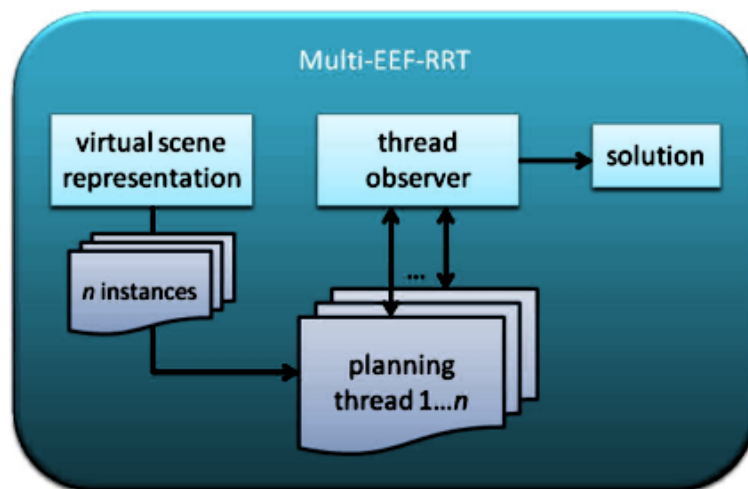 Multi-EEF-RRT
virtual scene
representation
thread
observer
solution
n instances
...
planning
thread 1...n